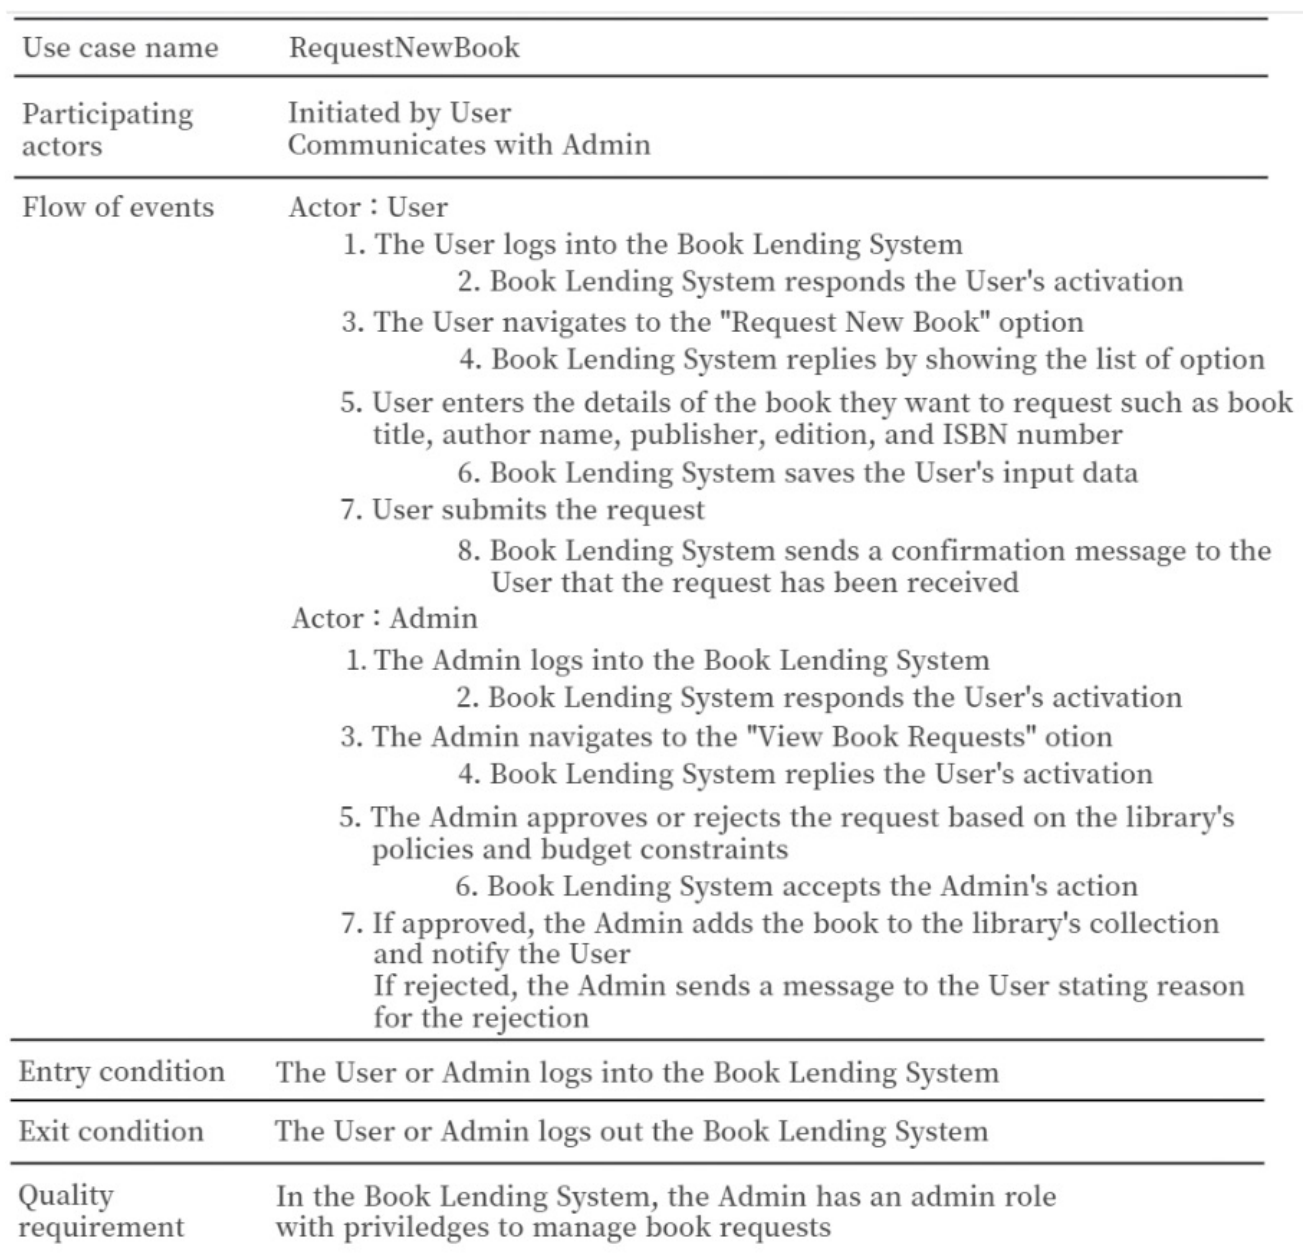 Use case name RequestNewBook
Participating actors
Initiated by User
Communicates with Admin
Flow of events
Actor : User
1. The User logs into the Book Lending System
2. Book Lending System responds the User's activation
3. The User navigates to the "Request New Book" option
4. Book Lending System replies by showing the list of option
5. User enters the details of the book they want to request such as book
title, author name, publisher, edition, and ISBN number
6. Book Lending System saves the User's input data
7. User submits the request
8. Book Lending System sends a confirmation message to the
User that the request has been received
Actor : Admin
1. The Admin logs into the Book Lending System
2. Book Lending System responds the User's activation
3. The Admin navigates to the "View Book Requests" otion
4. Book Lending System replies the User's activation
5. The Admin approves or rejects the request based on the library's
policies and budget constraints
6. Book Lending System accepts the Admin's action
7. If approved, the Admin adds the book to the library's collection
and notify the User
If rejected, the Admin sends a message to the User stating reason
for the rejection
Entry condition The User or Admin logs into the Book Lending System
Exit condition The User or Admin logs out the Book Lending System
Quality
requirement
In the Book Lending System, the Admin has an admin role
with priviledges to manage book requests